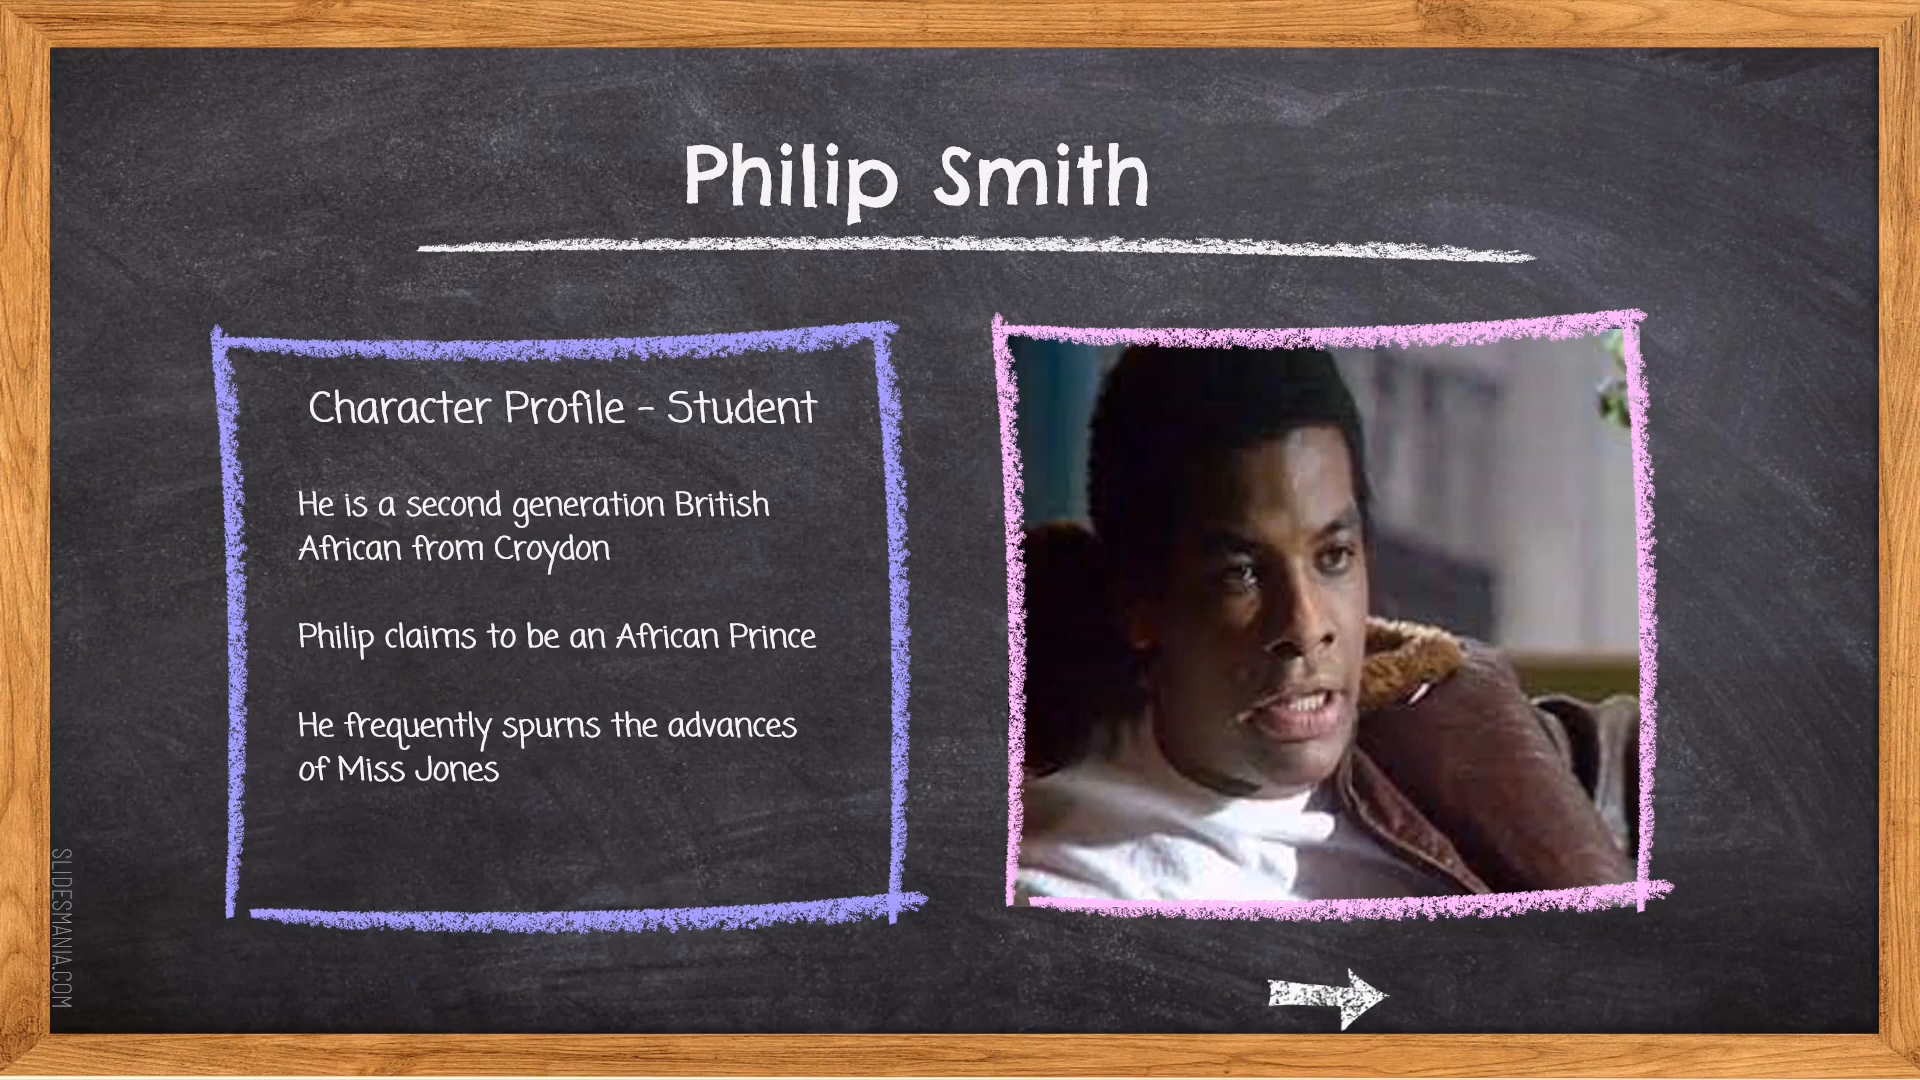 Philip Smith
Character Profile - Student
He is a second generation British
African from Croydon
Philip claims to be an African Prince
He frequently spurns the advances
of Miss Jones
SLIDESMANIA.COM